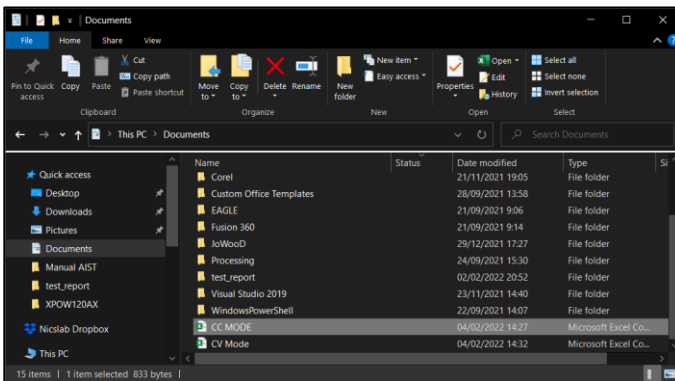 Documents
File Home Share View
Pin to Quick access
Copy
Paste
Cut
Copy path
Paste shortcut
Clipboard
Move to
Copy to
Delete
Rename
Organize
New folder
New item
Easy access
New
Properties
Open
Edit
History
Open
Select all
Select none
Invert selection
Select
This PC > Documents
Search Documents
Quick access
Desktop
Downloads
Pictures
Documents
Manual AIST
test_report
XPOW120AX
Nicslab Dropbox
This PC
Name Status Date modified Type
Corel 21/11/2021 19:05 File folder
Custom Office Templates 28/09/2021 13:58 File folder
EAGLE 21/09/2021 9:06 File folder
Fusion 360 21/09/2021 9:14 File folder
JoWooD 29/12/2021 17:27 File folder
Processing 24/09/2021 15:30 File folder
test_report 02/02/2022 20:52 File folder
Visual Studio 2019 23/11/2021 14:40 File folder
WindowsPowerShell 22/09/2021 14:07 File folder
CC MODE 04/02/2022 14:27 Microsoft Excel Co...
CV Mode 04/02/2022 14:32 Microsoft Excel Co...
15 items 1 item selected 833 bytes